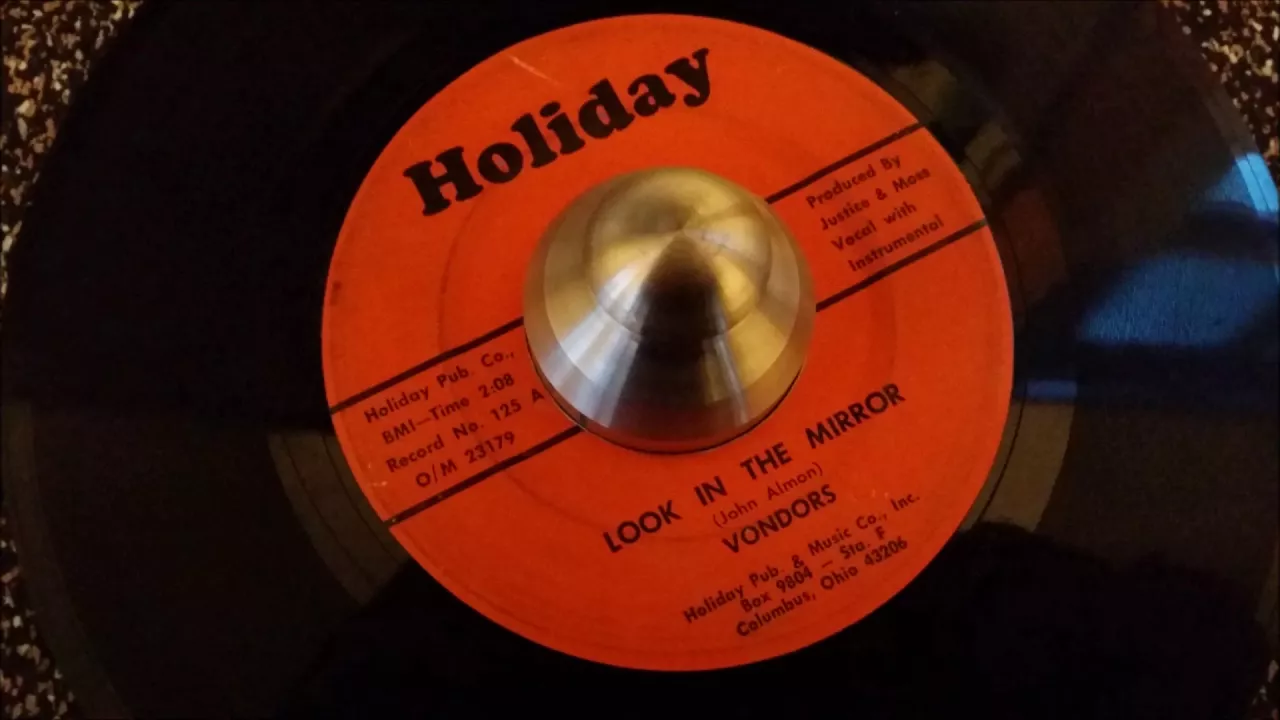 Holiday
Produced By
Justice & Moss
Vocal with
Instrumental
Holiday Pub. Co.,
BMI—Time 2:08
Record No. 125 A
O/M 23179
LOOK IN THE MIRROR
(John Almon)
VONDORS
Holiday Pub. & Music Co., Inc.
Box 9804 — Sta. F
Columbus, Ohio 43206